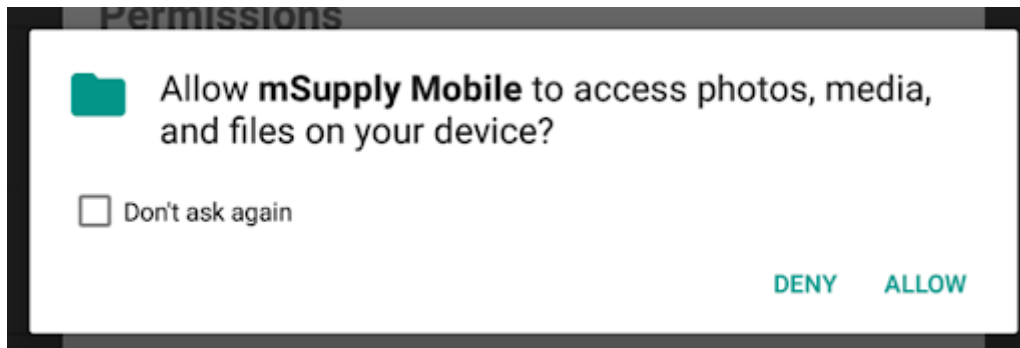 Permissions
Allow mSupply Mobile to access photos, media,
and files on your device?
Don't ask again
DENY ALLOW